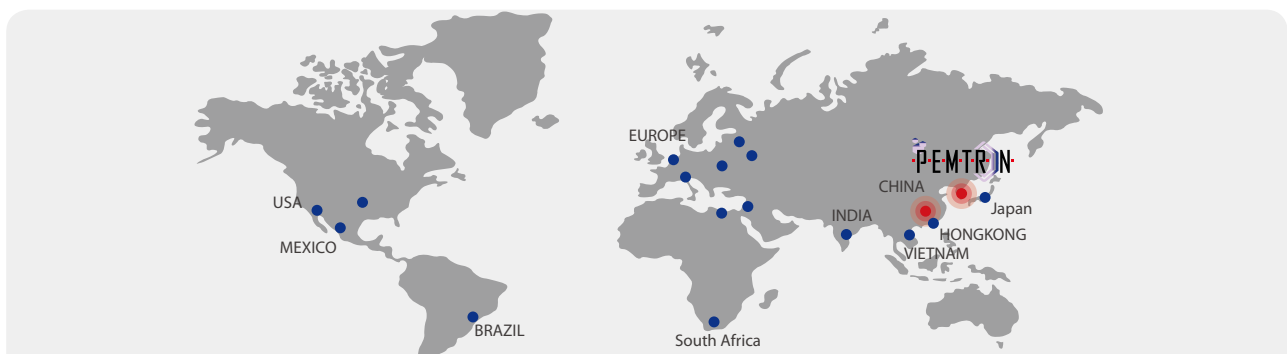 EUROPE
PEMTRON
CHINA
USA
Japan
INDIA
HONGKONG
MEXICO
VIETNAM
BRAZIL
South Africa